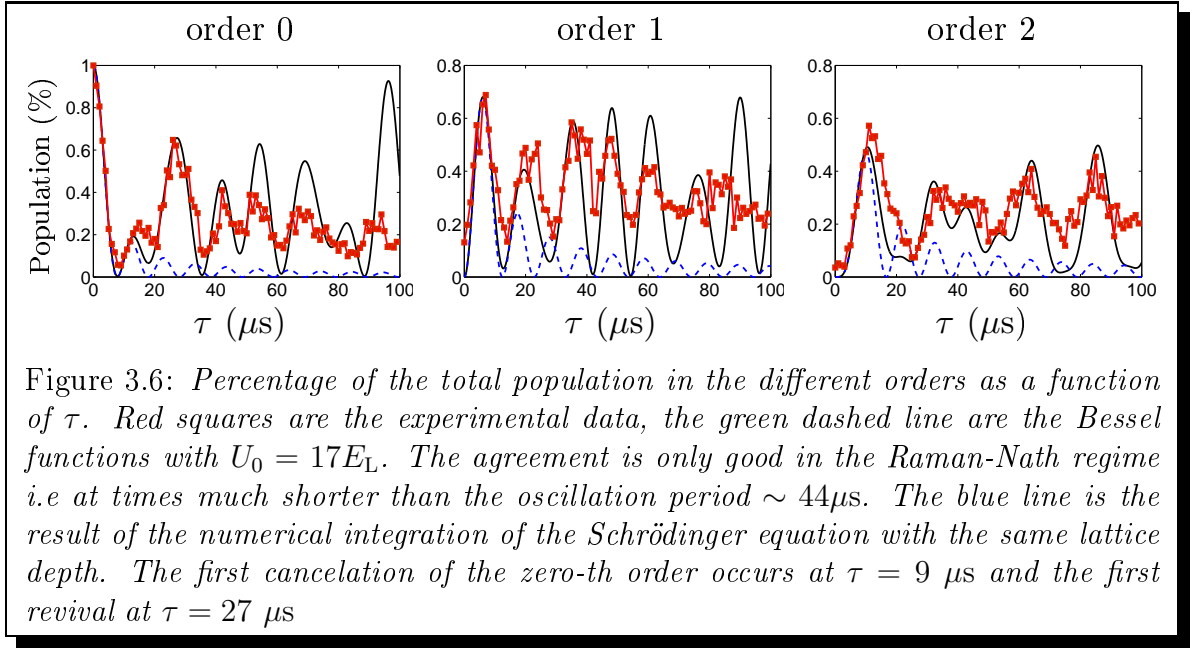 order 0 order 1 order 2
Population (%)
1
0.8
0.6
0.4
0.2
0
0 20 40 60 80 100
τ (μs)
0.8
0.6
0.4
0.2
0
0 20 40 60 80 100
τ (μs)
0.8
0.6
0.4
0.2
0
0 20 40 60 80 100
τ (μs)
Figure 3.6: Percentage of the total population in the different orders as a function
of τ. Red squares are the experimental data, the green dashed line are the Bessel
functions with U₀ = 17E_L. The agreement is only good in the Raman-Nath regime
i.e at times much shorter than the oscillation period ∼ 44μs. The blue line is the
result of the numerical integration of the Schrödinger equation with the same lattice
depth. The first cancelation of the zero-th order occurs at τ = 9 μs and the first
revival at τ = 27 μs